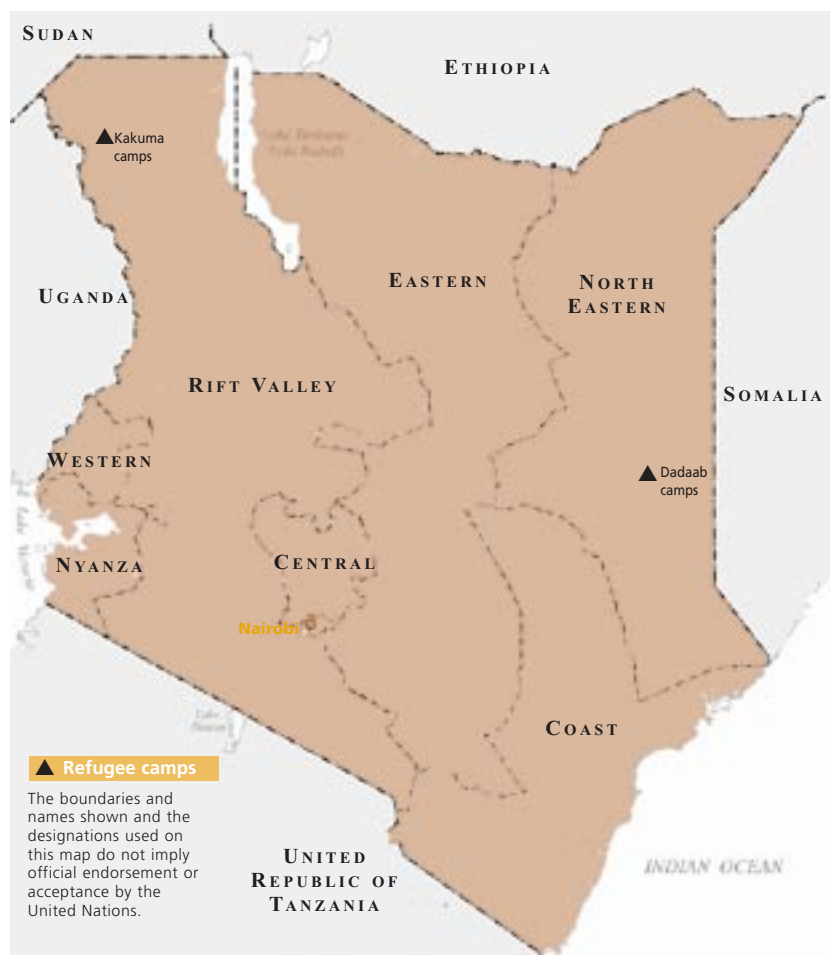 SUDAN
ETHIOPIA
Kakuma
camps
EASTERN
NORTH
EASTERN
UGANDA
RIFT VALLEY
SOMALIA
WESTERN
Dadaab
camps
NYANZA
CENTRAL
Nairobi
COAST
Refugee camps
The boundaries and
names shown and the
designations used on
this map do not imply
official endorsement or
acceptance by the
United Nations.
UNITED
REPUBLIC OF
TANZANIA
INDIAN OCEAN